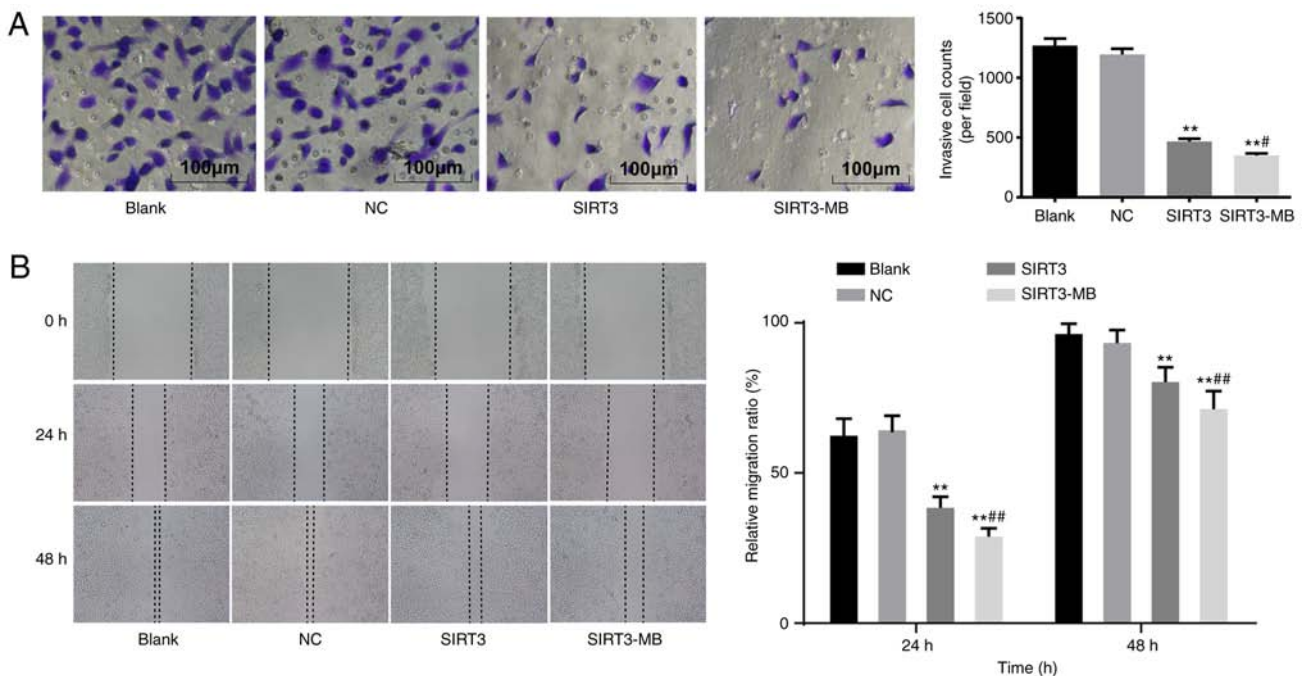 A
100µm
100µm
100µm
100µm
Blank
NC
SIRT3
SIRT3-MB
Invasive cell counts
(per field)
1500
1000
500
0
**
**#
Blank
NC
SIRT3
SIRT3-MB
B
0 h
24 h
48 h
Blank
NC
SIRT3
SIRT3-MB
Blank
SIRT3
NC
SIRT3-MB
Relative migration ratio (%)
100
50
0
**
**##
**
**##
24 h
48 h
Time (h)